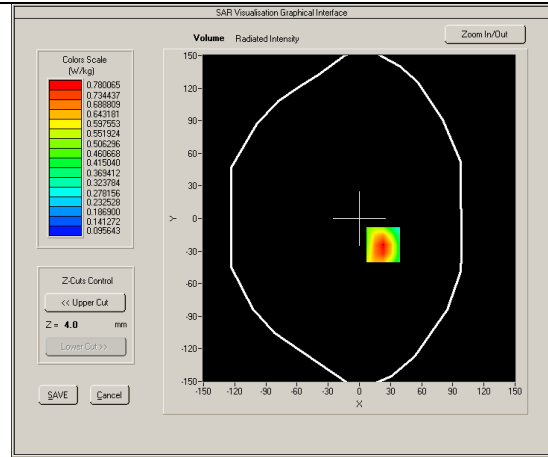 SAR Visualisation Graphical Interface
Volume Radiated Intensity
Zoom In/Out
Colors Scale
(W/kg)
0.780065
0.734437
0.688809
0.643181
0.597553
0.551924
0.506296
0.460668
0.415040
0.369412
0.323784
0.278156
0.232528
0.186900
0.141272
0.095643
Z-Cuts Control
<< Upper Cut
Z = 4.0 mm
Lower Cut >>
SAVE Cancel
150
120
90
60
30
0
-30
-60
-90
-120
-150
Y
-150 -120 -90 -60 -30 0 30 60 90 120 150
X